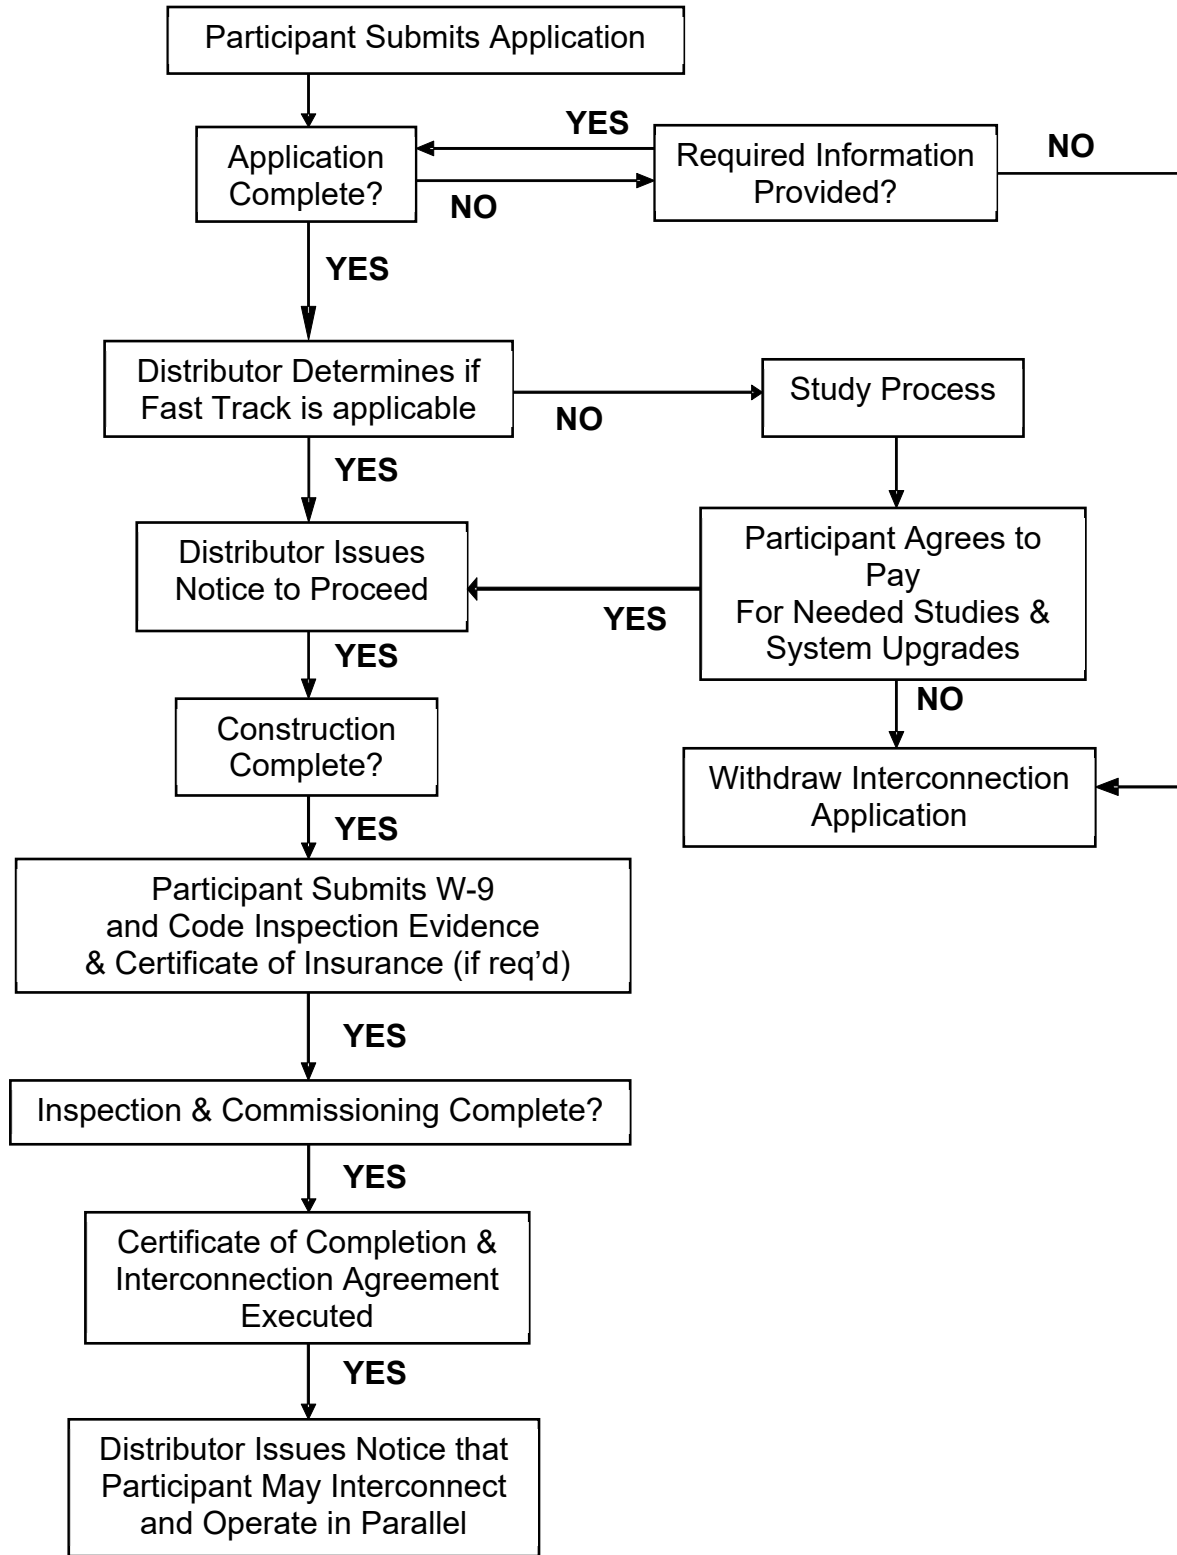 Participant Submits Application
YES
Application
Complete?
Required Information
Provided?
NO
NO
YES
Distributor Determines if
Fast Track is applicable
NO
Study Process
YES
Distributor Issues
Notice to Proceed
YES
Participant Agrees to
Pay
For Needed Studies &
System Upgrades
YES
NO
Construction
Complete?
Withdraw Interconnection
Application
YES
Participant Submits W-9
and Code Inspection Evidence
& Certificate of Insurance (if req’d)
YES
Inspection & Commissioning Complete?
YES
Certificate of Completion &
Interconnection Agreement
Executed
YES
Distributor Issues Notice that
Participant May Interconnect
and Operate in Parallel